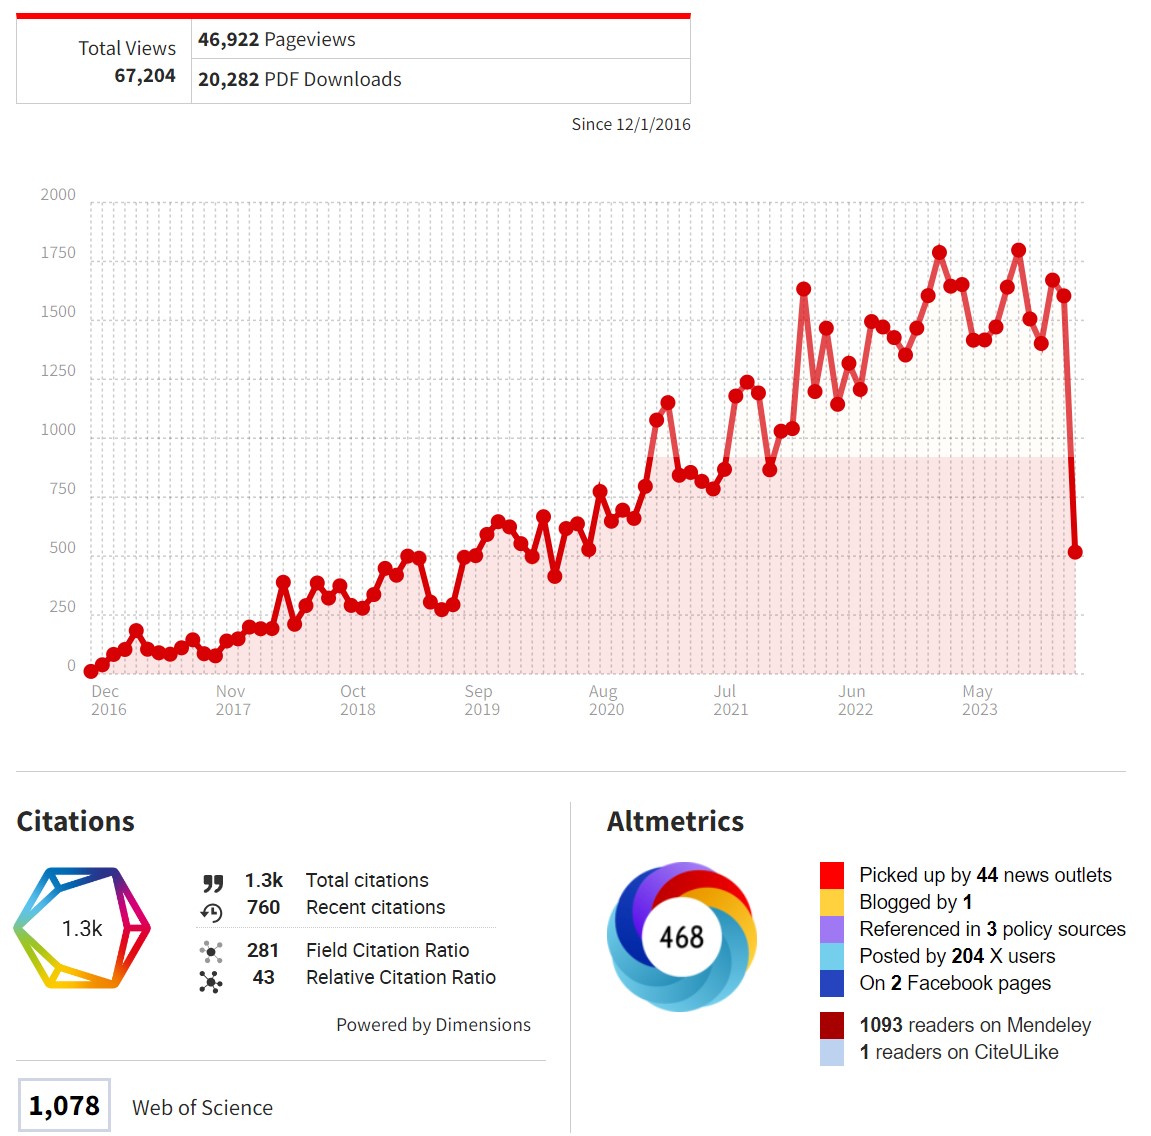 Total Views
67,204
46,922 Pageviews
20,282 PDF Downloads
Since 12/1/2016
2000
1750
1500
1250
1000
750
500
250
0
Dec 2016
Nov 2017
Oct 2018
Sep 2019
Aug 2020
Jul 2021
Jun 2022
May 2023
Citations
1.3k
1.3k Total citations
760 Recent citations
281 Field Citation Ratio
43 Relative Citation Ratio
Powered by Dimensions
1,078 Web of Science
Altmetrics
468
Picked up by 44 news outlets
Blogged by 1
Referenced in 3 policy sources
Posted by 204 X users
On 2 Facebook pages
1093 readers on Mendeley
1 readers on CiteULike